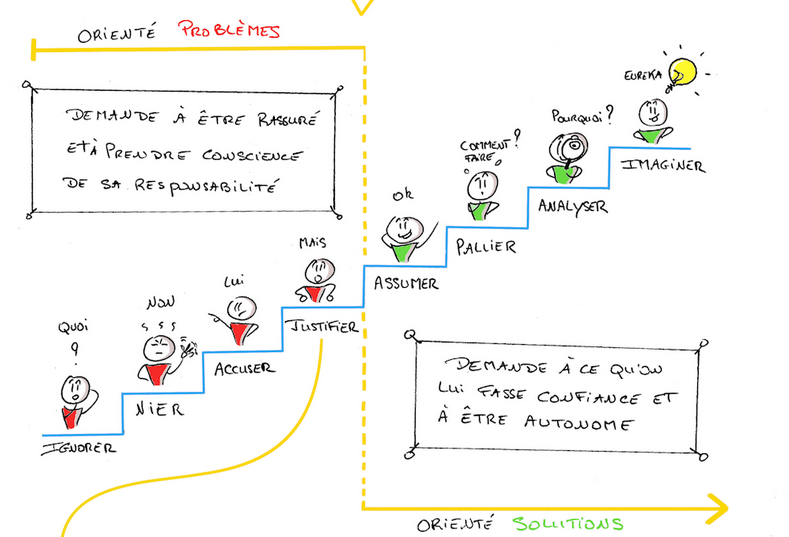 ORIENTÉ PROBLÈMES
DEMANDE À ÊTRE RASSURÉ
ET À PRENDRE CONSCIENCE
DE SA RESPONSABILITÉ
QUOI
?
IGNORER
NON
NIER
LUI
ACCUSER
MAIS
JUSTIFIER
OK
ASSUMER
COMMENT
FAIRE ?
PALLIER
POURQUOI ?
ANALYSER
EUREKA
IMAGINER
DEMANDE À CE QU'ON
LUI FASSE CONFIANCE ET
À ÊTRE AUTONOME
ORIENTÉ SOLUTIONS